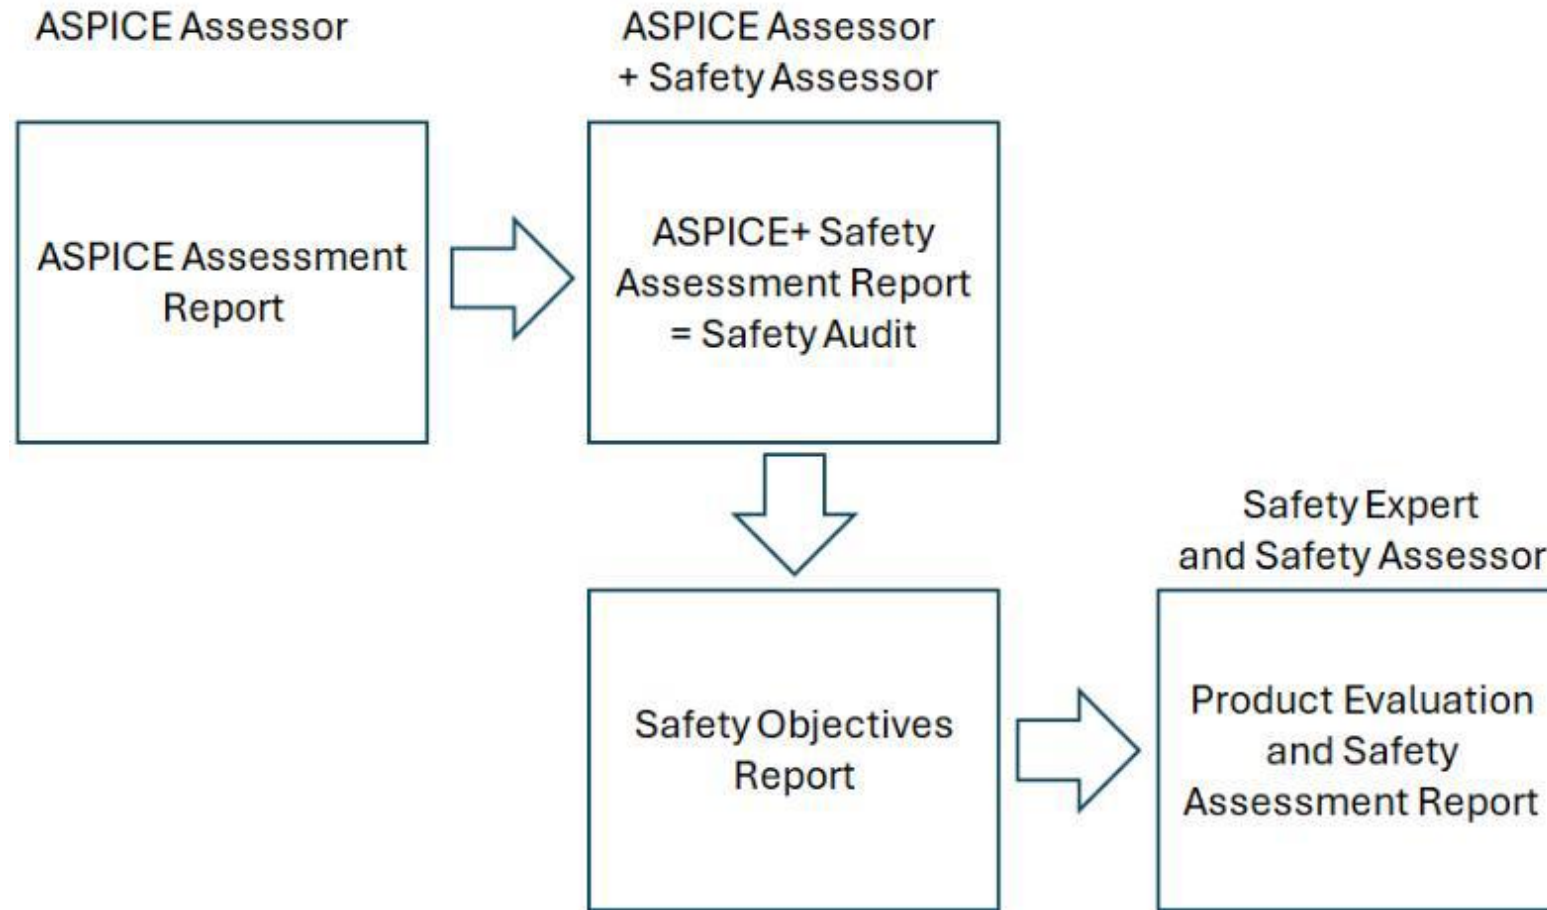 ASPICE Assessor
ASPICE Assessor
+ Safety Assessor
ASPICE Assessment
Report
ASPICE+ Safety
Assessment Report
= Safety Audit
Safety Objectives
Report
Safety Expert
and Safety Assessor
Product Evaluation
and Safety
Assessment Report